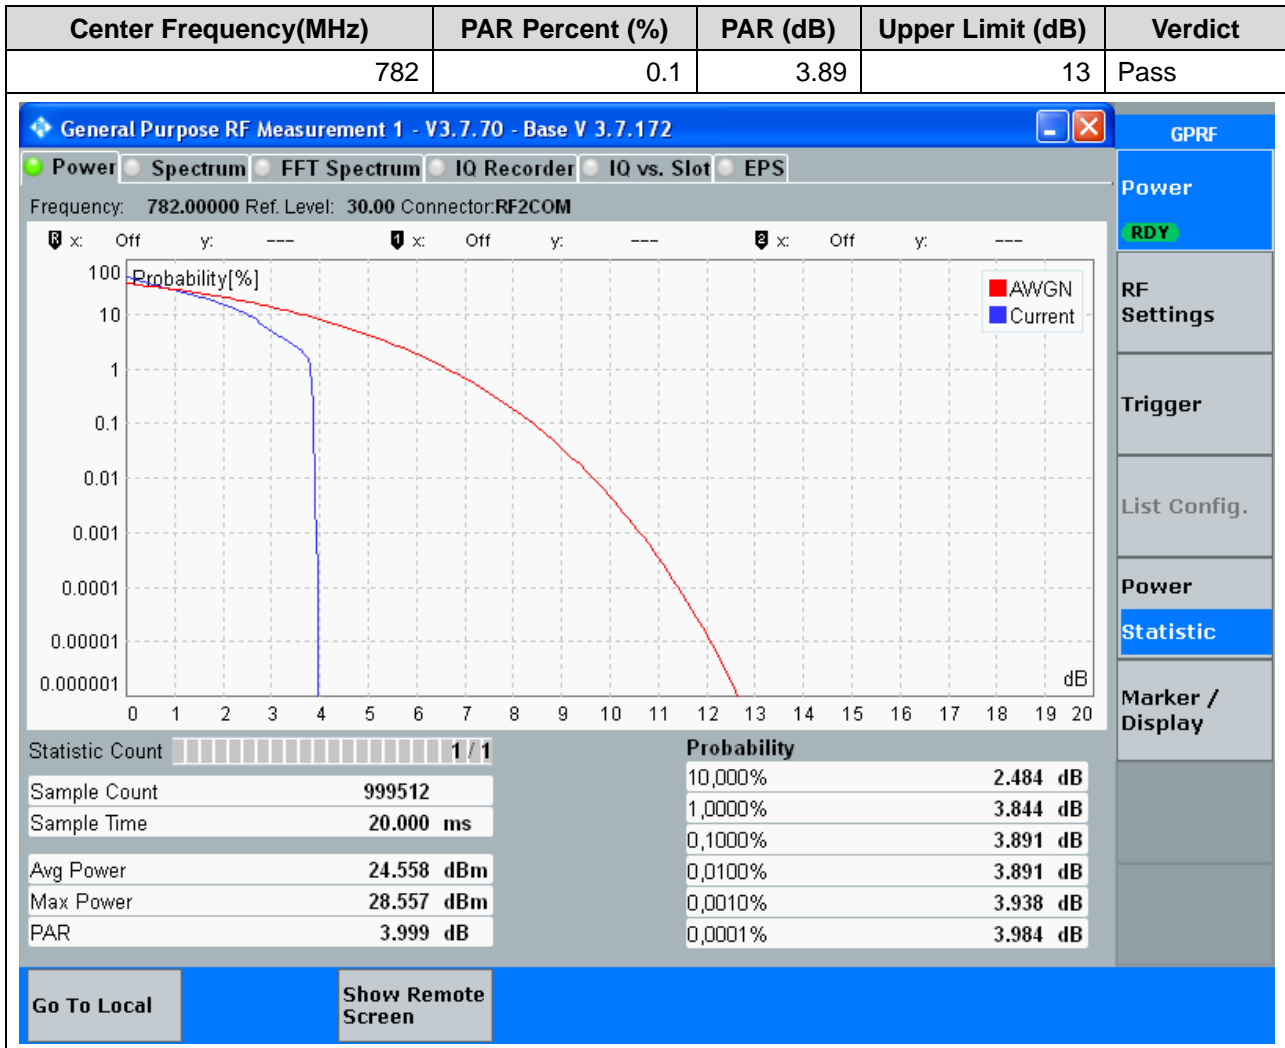 Center Frequency(MHz) PAR Percent (%) PAR (dB) Upper Limit (dB) Verdict
782 0.1 3.89 13 Pass
General Purpose RF Measurement 1 - V3.7.70 - Base V 3.7.172
GPRF
Power Spectrum FFT Spectrum IQ Recorder IQ vs. Slot EPS
Power
RDY
Frequency: 782.00000 Ref. Level: 30.00 Connector:RF2COM
R x: Off y: --- 1 x: Off y: --- 2 x: Off y: ---
Probability[%]
AWGN
Current
100
10
1
0.1
0.01
0.001
0.0001
0.00001
0.000001
dB
0 1 2 3 4 5 6 7 8 9 10 11 12 13 14 15 16 17 18 19 20
RF
Settings
Trigger
List Config.
Power
Statistic
Marker /
Display
Statistic Count 1 / 1
Sample Count 999512
Sample Time 20.000 ms
Avg Power 24.558 dBm
Max Power 28.557 dBm
PAR 3.999 dB
Probability
10,000% 2.484 dB
1,0000% 3.844 dB
0,1000% 3.891 dB
0,0100% 3.891 dB
0,0010% 3.938 dB
0,0001% 3.984 dB
Go To Local
Show Remote
Screen